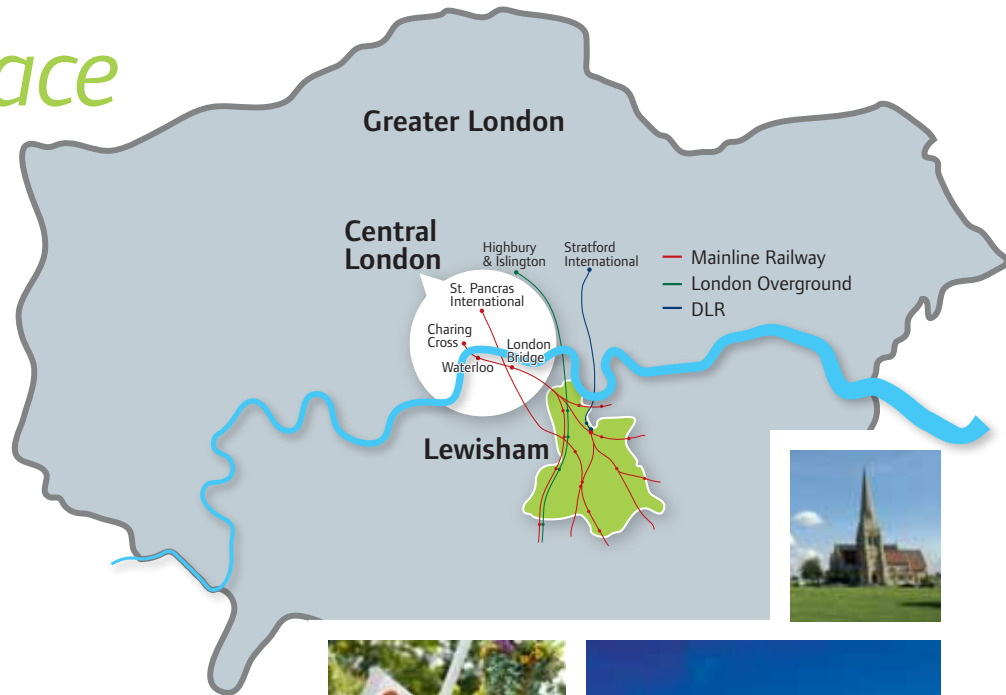 ace
Greater London
Central
London
Highbury
& Islington
Stratford
International
Mainline Railway
London Overground
DLR
St. Pancras
International
Charing
Cross
London
Bridge
Waterloo
Lewisham